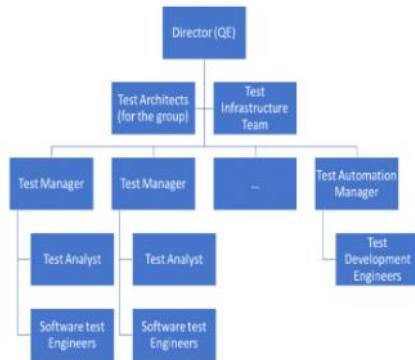 Director (QE)
Test Architects
(for the group)
Test
Infrastructure
Team
Test Manager
Test Manager
...
Test Automation
Manager
Test Analyst
Test Analyst
Test
Development
Engineers
Software test
Engineers
Software test
Engineers